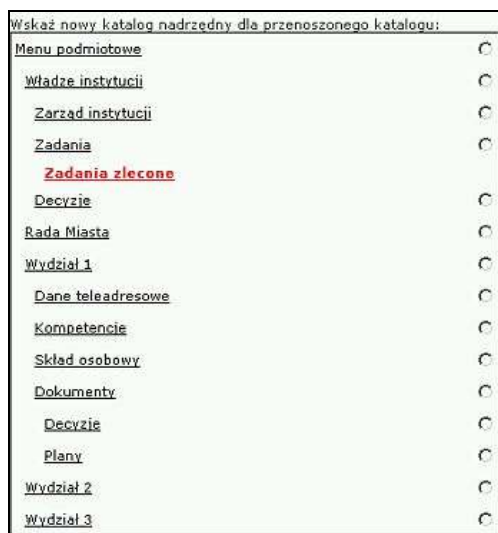 Wskaż nowy katalog nadrzędny dla przenoszonego katalogu:
Menu podmiotowe
Władze instytucji
Zarząd instytucji
Zadania
Zadania zlecone
Decyzje
Rada Miasta
Wydział 1
Dane teleadresowe
Kompetencje
Skład osobowy
Dokumenty
Decyzje
Plany
Wydział 2
Wydział 3